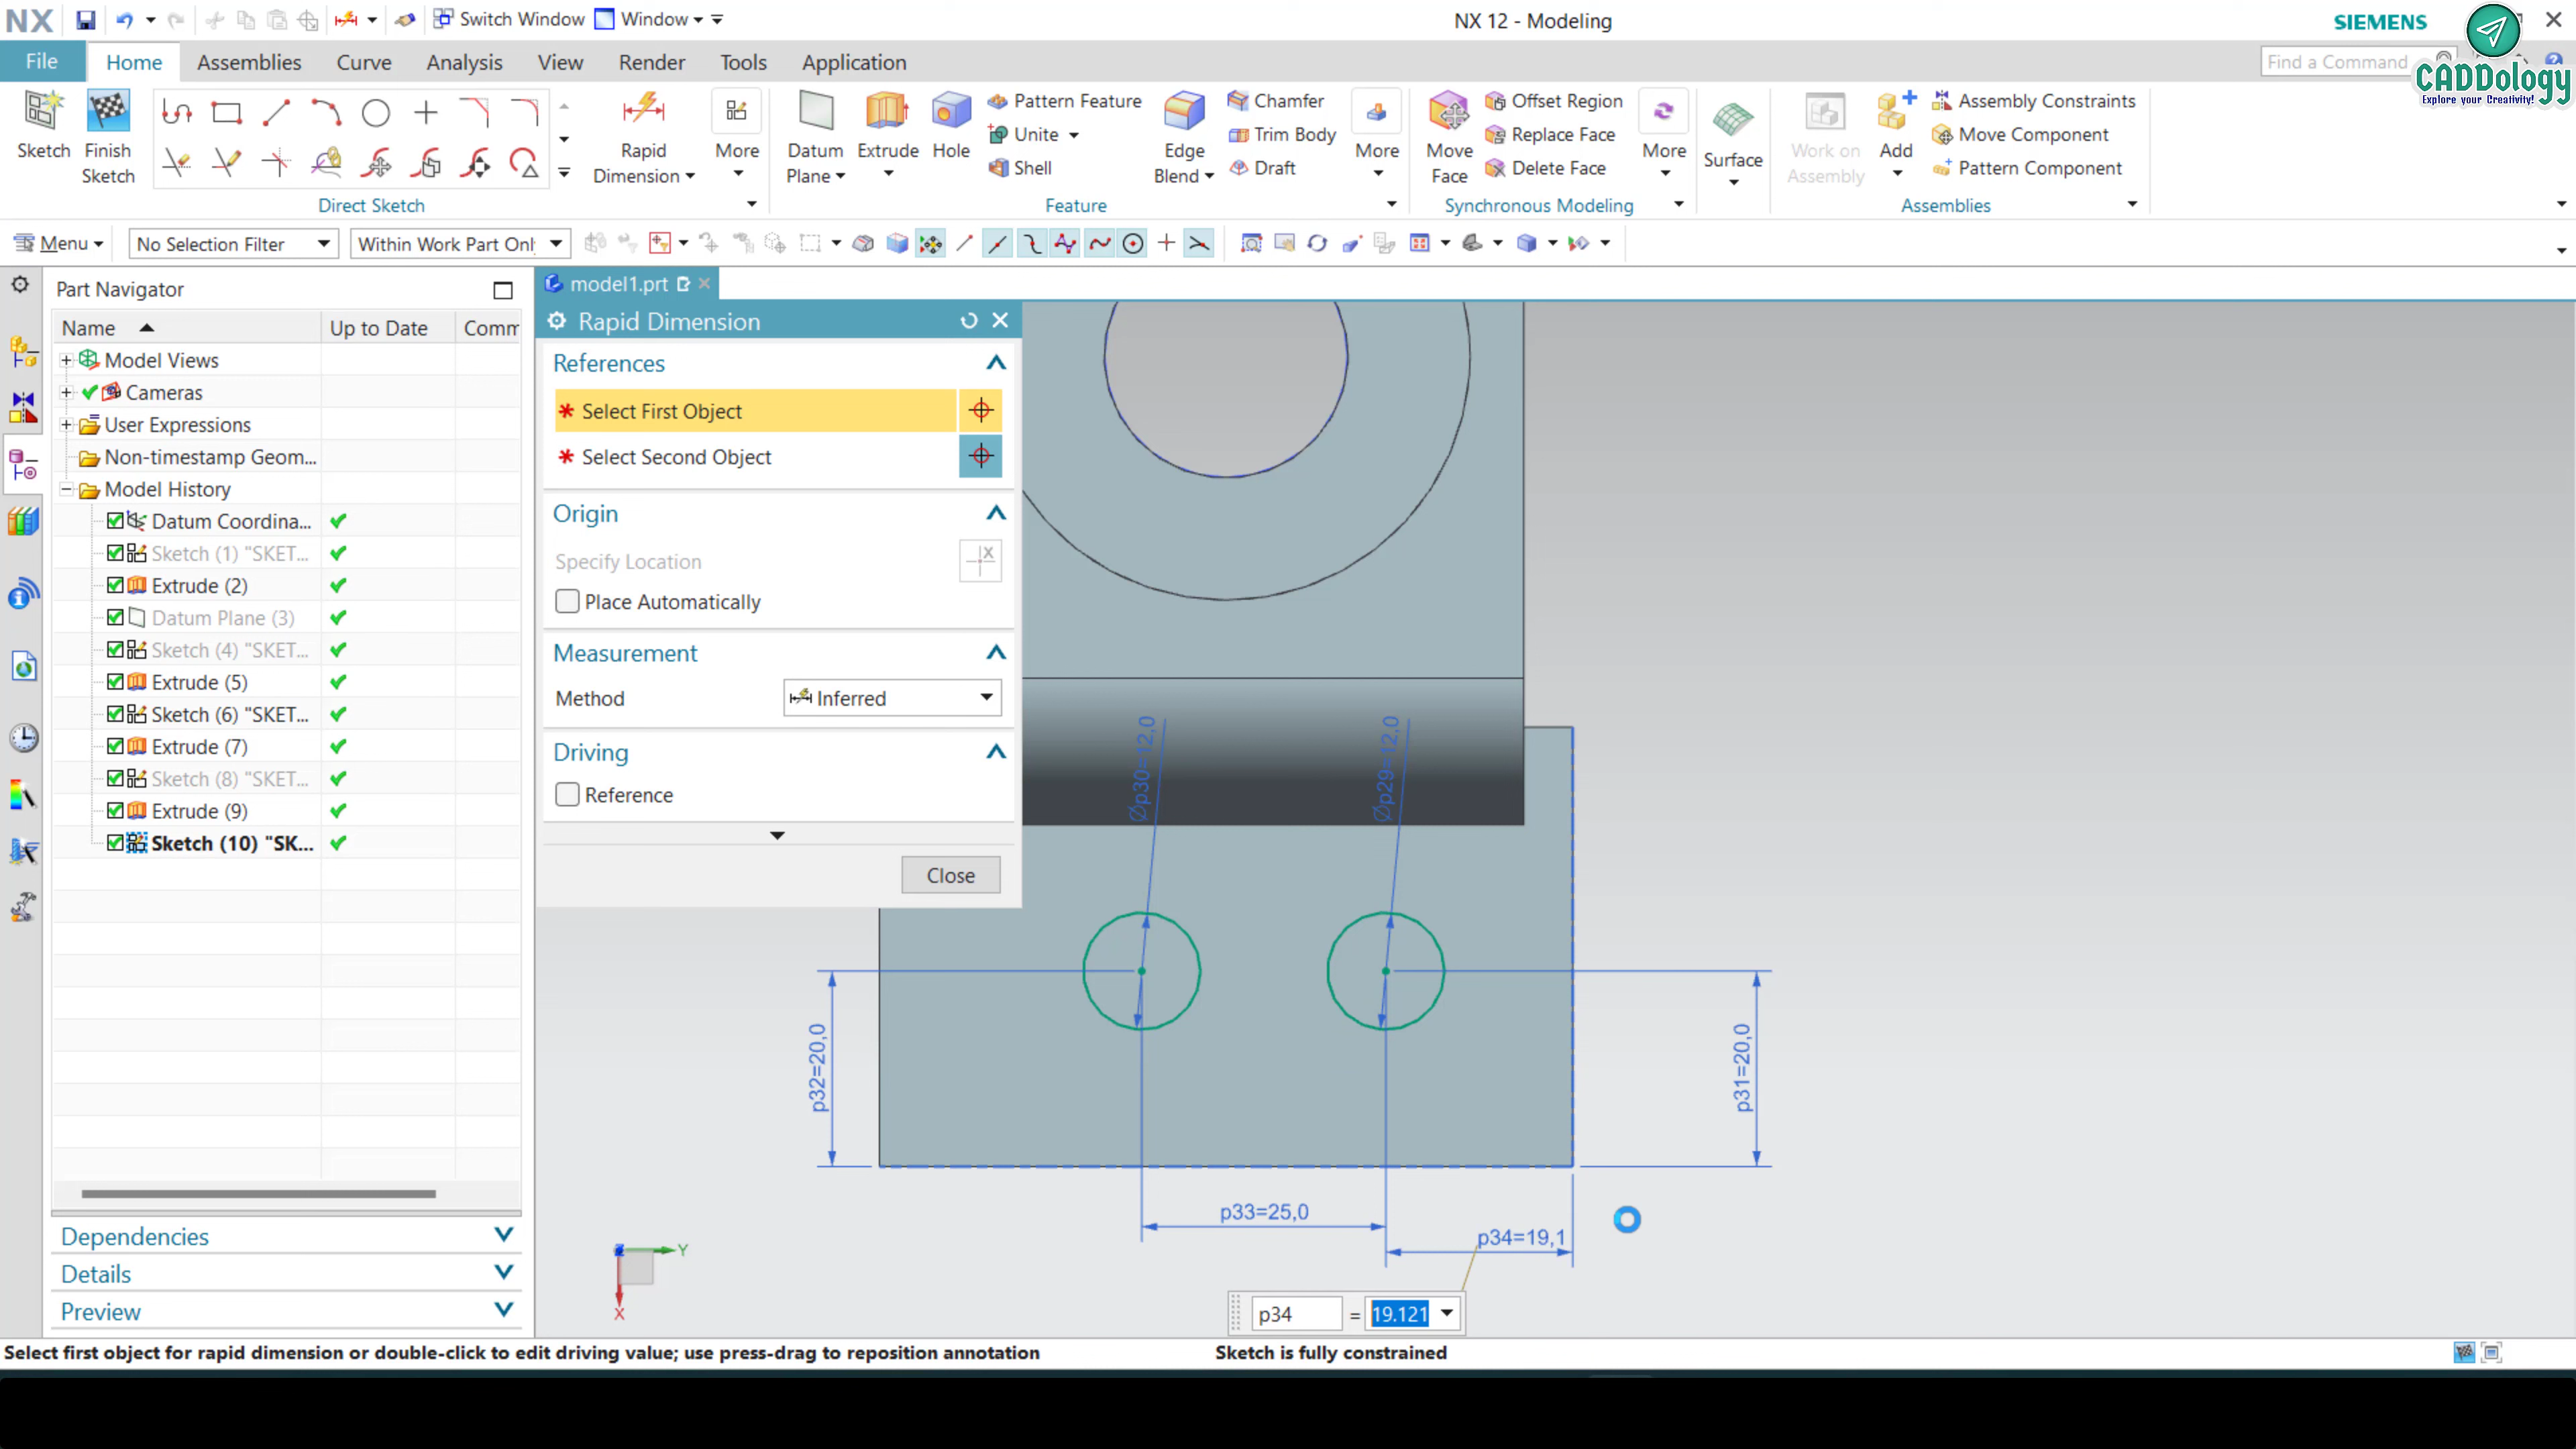 NX
Switch Window
Window
NX 12 - Modeling
SIEMENS
File
Home
Assemblies
Curve
Analysis
View
Render
Tools
Application
Find a Command
CADDology
Explore your Creativity!
Sketch
Finish
Sketch
Direct Sketch
Rapid
Dimension
More
Datum
Plane
Extrude
Hole
Pattern Feature
Unite
Shell
Edge
Blend
Chamfer
Trim Body
Draft
More
Feature
Move
Face
Offset Region
Replace Face
Delete Face
More
Synchronous Modeling
Surface
Work on
Assembly
Add
Assembly Constraints
Move Component
Pattern Component
Assemblies
Menu
No Selection Filter
Within Work Part Onl
Part Navigator
Name
Up to Date
Comm
Model Views
Cameras
User Expressions
Non-timestamp Geom...
Model History
Datum Coordina...
Sketch (1) "SKET...
Extrude (2)
Datum Plane (3)
Sketch (4) "SKET...
Extrude (5)
Sketch (6) "SKET...
Extrude (7)
Sketch (8) "SKET...
Extrude (9)
Sketch (10) "SK...
Dependencies
Details
Preview
model1.prt
Rapid Dimension
References
* Select First Object
* Select Second Object
Origin
Specify Location
Place Automatically
Measurement
Method
Inferred
Driving
Reference
Close
Øp30=12,0
Øp29=12,0
p32=20,0
p31=20,0
p33=25,0
p34=19,1
Y
X
p34
=
19.121
Select first object for rapid dimension or double-click to edit driving value; use press-drag to reposition annotation
Sketch is fully constrained